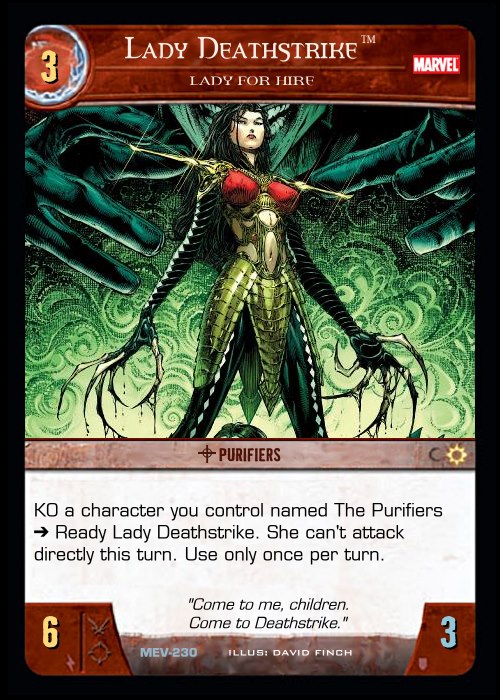 3
LADY DEATHSTRIKE™
MARVEL
LADY FOR HIRE
PURIFIERS
KO a character you control named The Purifiers
➔ Ready Lady Deathstrike. She can't attack
directly this turn. Use only once per turn.
"Come to me, children.
Come to Deathstrike."
6
3
MEV-230 ILLUS: DAVID FINCH